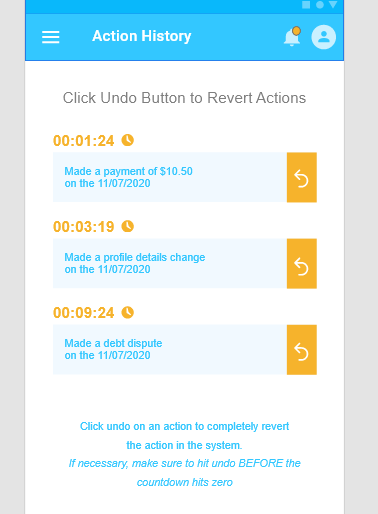 Action History
Click Undo Button to Revert Actions
00:01:24
Made a payment of $10.50
on the 11/07/2020
00:03:19
Made a profile details change
on the 11/07/2020
00:09:24
Made a debt dispute
on the 11/07/2020
Click undo on an action to completely revert
the action in the system.
If necessary, make sure to hit undo BEFORE the
countdown hits zero